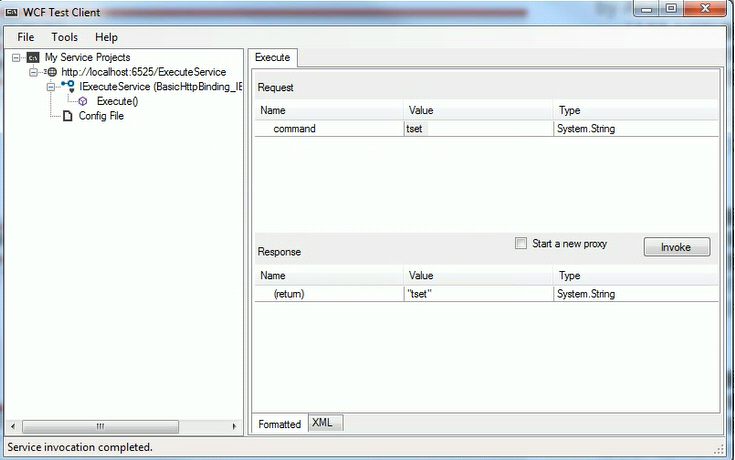 WCF Test Client
File Tools Help
My Service Projects
http://localhost:6525/ExecuteService
IExecuteService (BasicHttpBinding_IE
Execute()
Config File
Execute
Request
Name Value Type
command tset System.String
Response
Start a new proxy Invoke
Name Value Type
(return) "tset" System.String
Formatted XML
Service invocation completed.